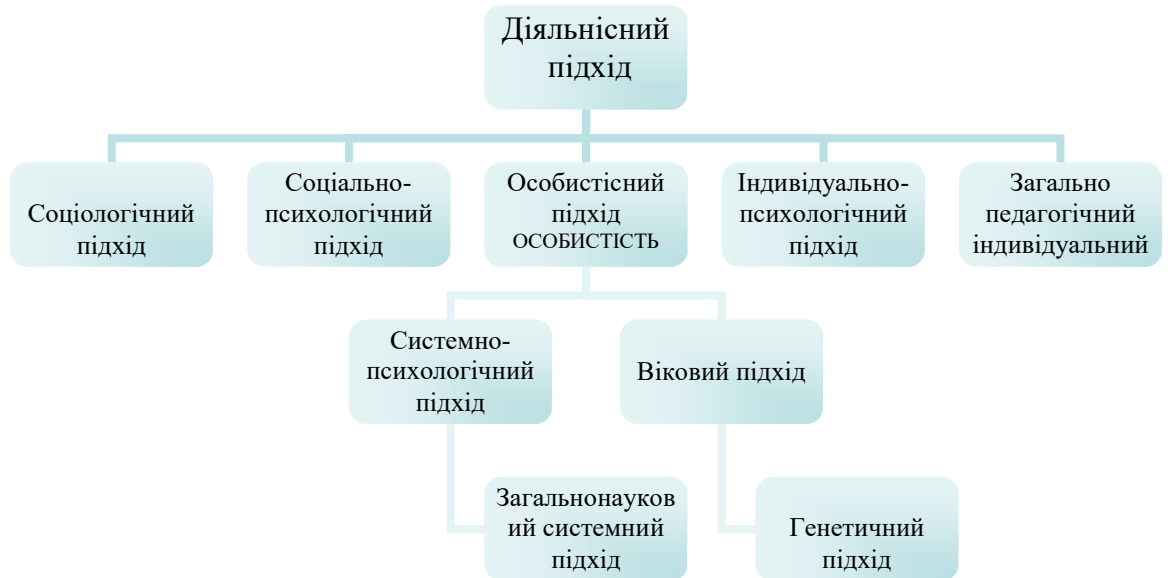 Діяльнісний
підхід
Соціологічний
підхід
Соціально-
психологічний
підхід
Особистісний
підхід
ОСОБИСТІСТЬ
Індивідуально-
психологічний
підхід
Загально
педагогічний
індивідуальний
Системно-
психологічний
підхід
Віковий підхід
Загальнонауков
ий системний
підхід
Генетичний
підхід